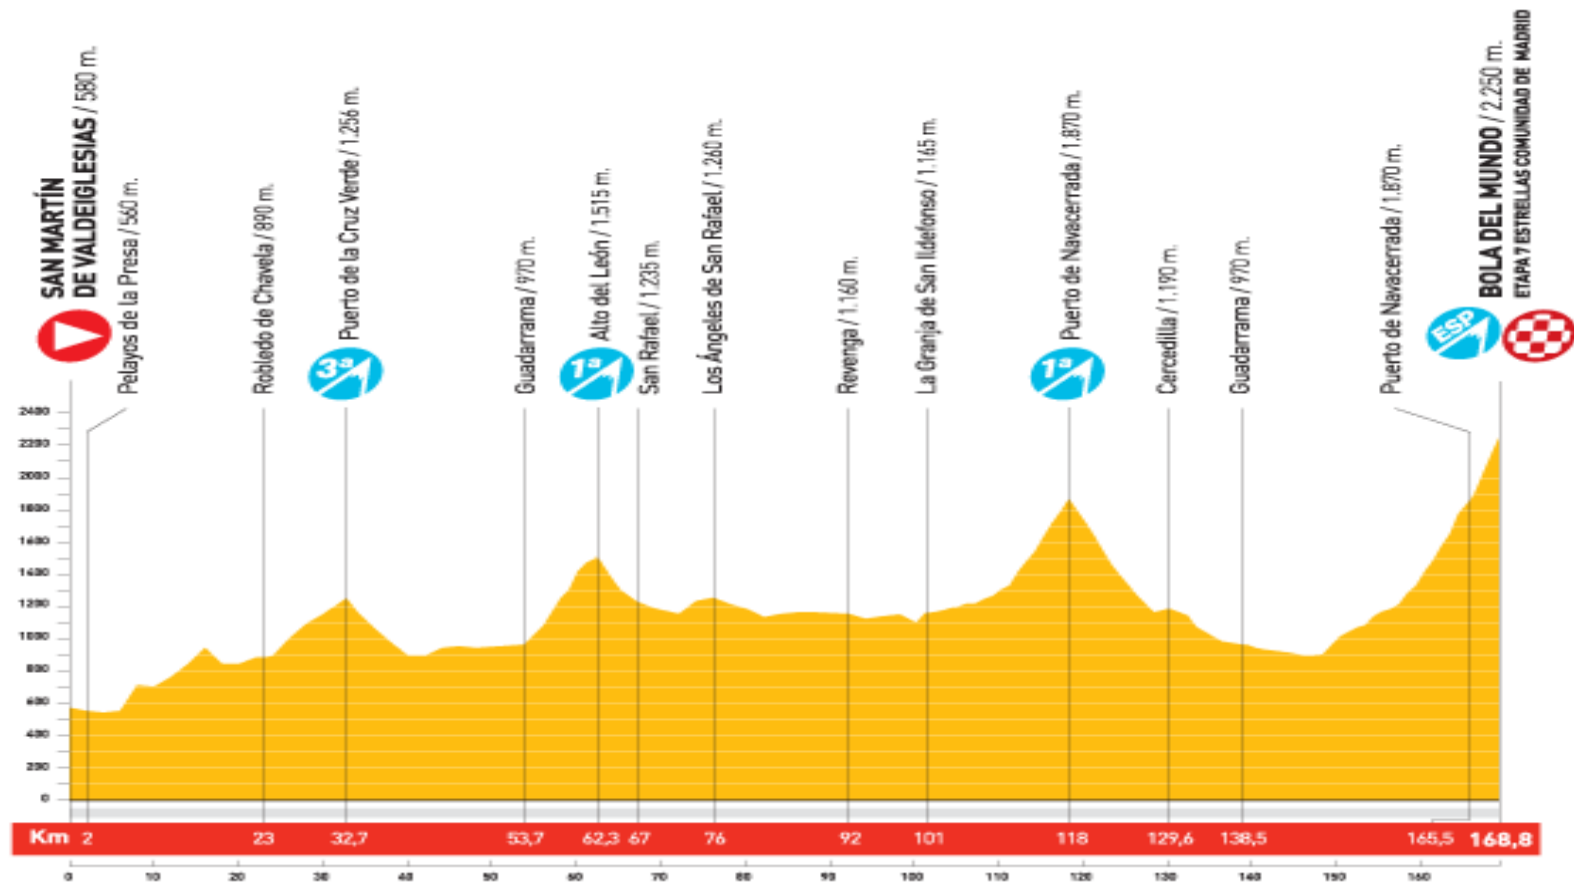 SAN MARTÍN
DE VALDEIGLESIAS / 580 m.
Pelayos de la Presa / 560 m.
Robledo de Chavela / 890 m.
Puerto de la Cruz Verde / 1.256 m.
3ª
Guadarrama / 970 m.
Alto del León / 1.515 m.
1ª
San Rafael / 1.235 m.
Los Ángeles de San Rafael / 1.260 m.
Revenga / 1.160 m.
La Granja de San Ildefonso / 1.165 m.
Puerto de Navacerrada / 1.870 m.
1ª
Cercedilla / 1.190 m.
Guadarrama / 970 m.
Puerto de Navacerrada / 1.870 m.
ESP
BOLA DEL MUNDO / 2.250 m.
ETAPA 7 ESTRELLAS COMUNIDAD DE MADRID
2400
2200
2000
1800
1600
1400
1200
1000
800
600
400
200
0
Km 2 23 32,7 53,7 62,3 67 76 92 101 118 129,6 138,5 165,5 168,8
0 10 20 30 40 50 60 70 80 90 100 110 120 130 140 150 160